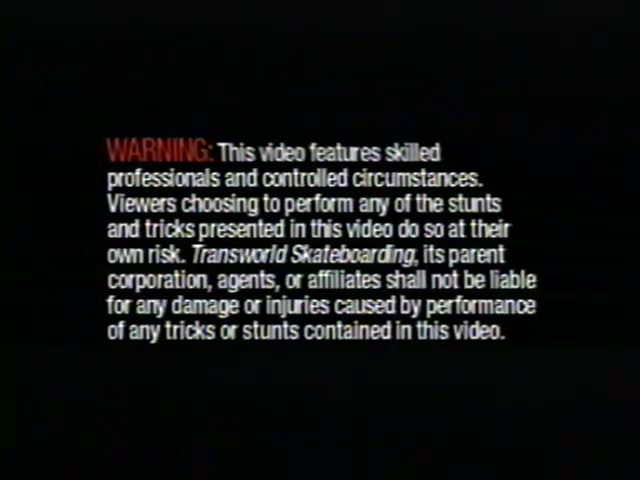 WARNING: This video features skilled
professionals and controlled circumstances.
Viewers choosing to perform any of the stunts
and tricks presented in this video do so at their
own risk. Transworld Skateboarding, its parent
corporation, agents, or affiliates shall not be liable
for any damage or injuries caused by performance
of any tricks or stunts contained in this video.